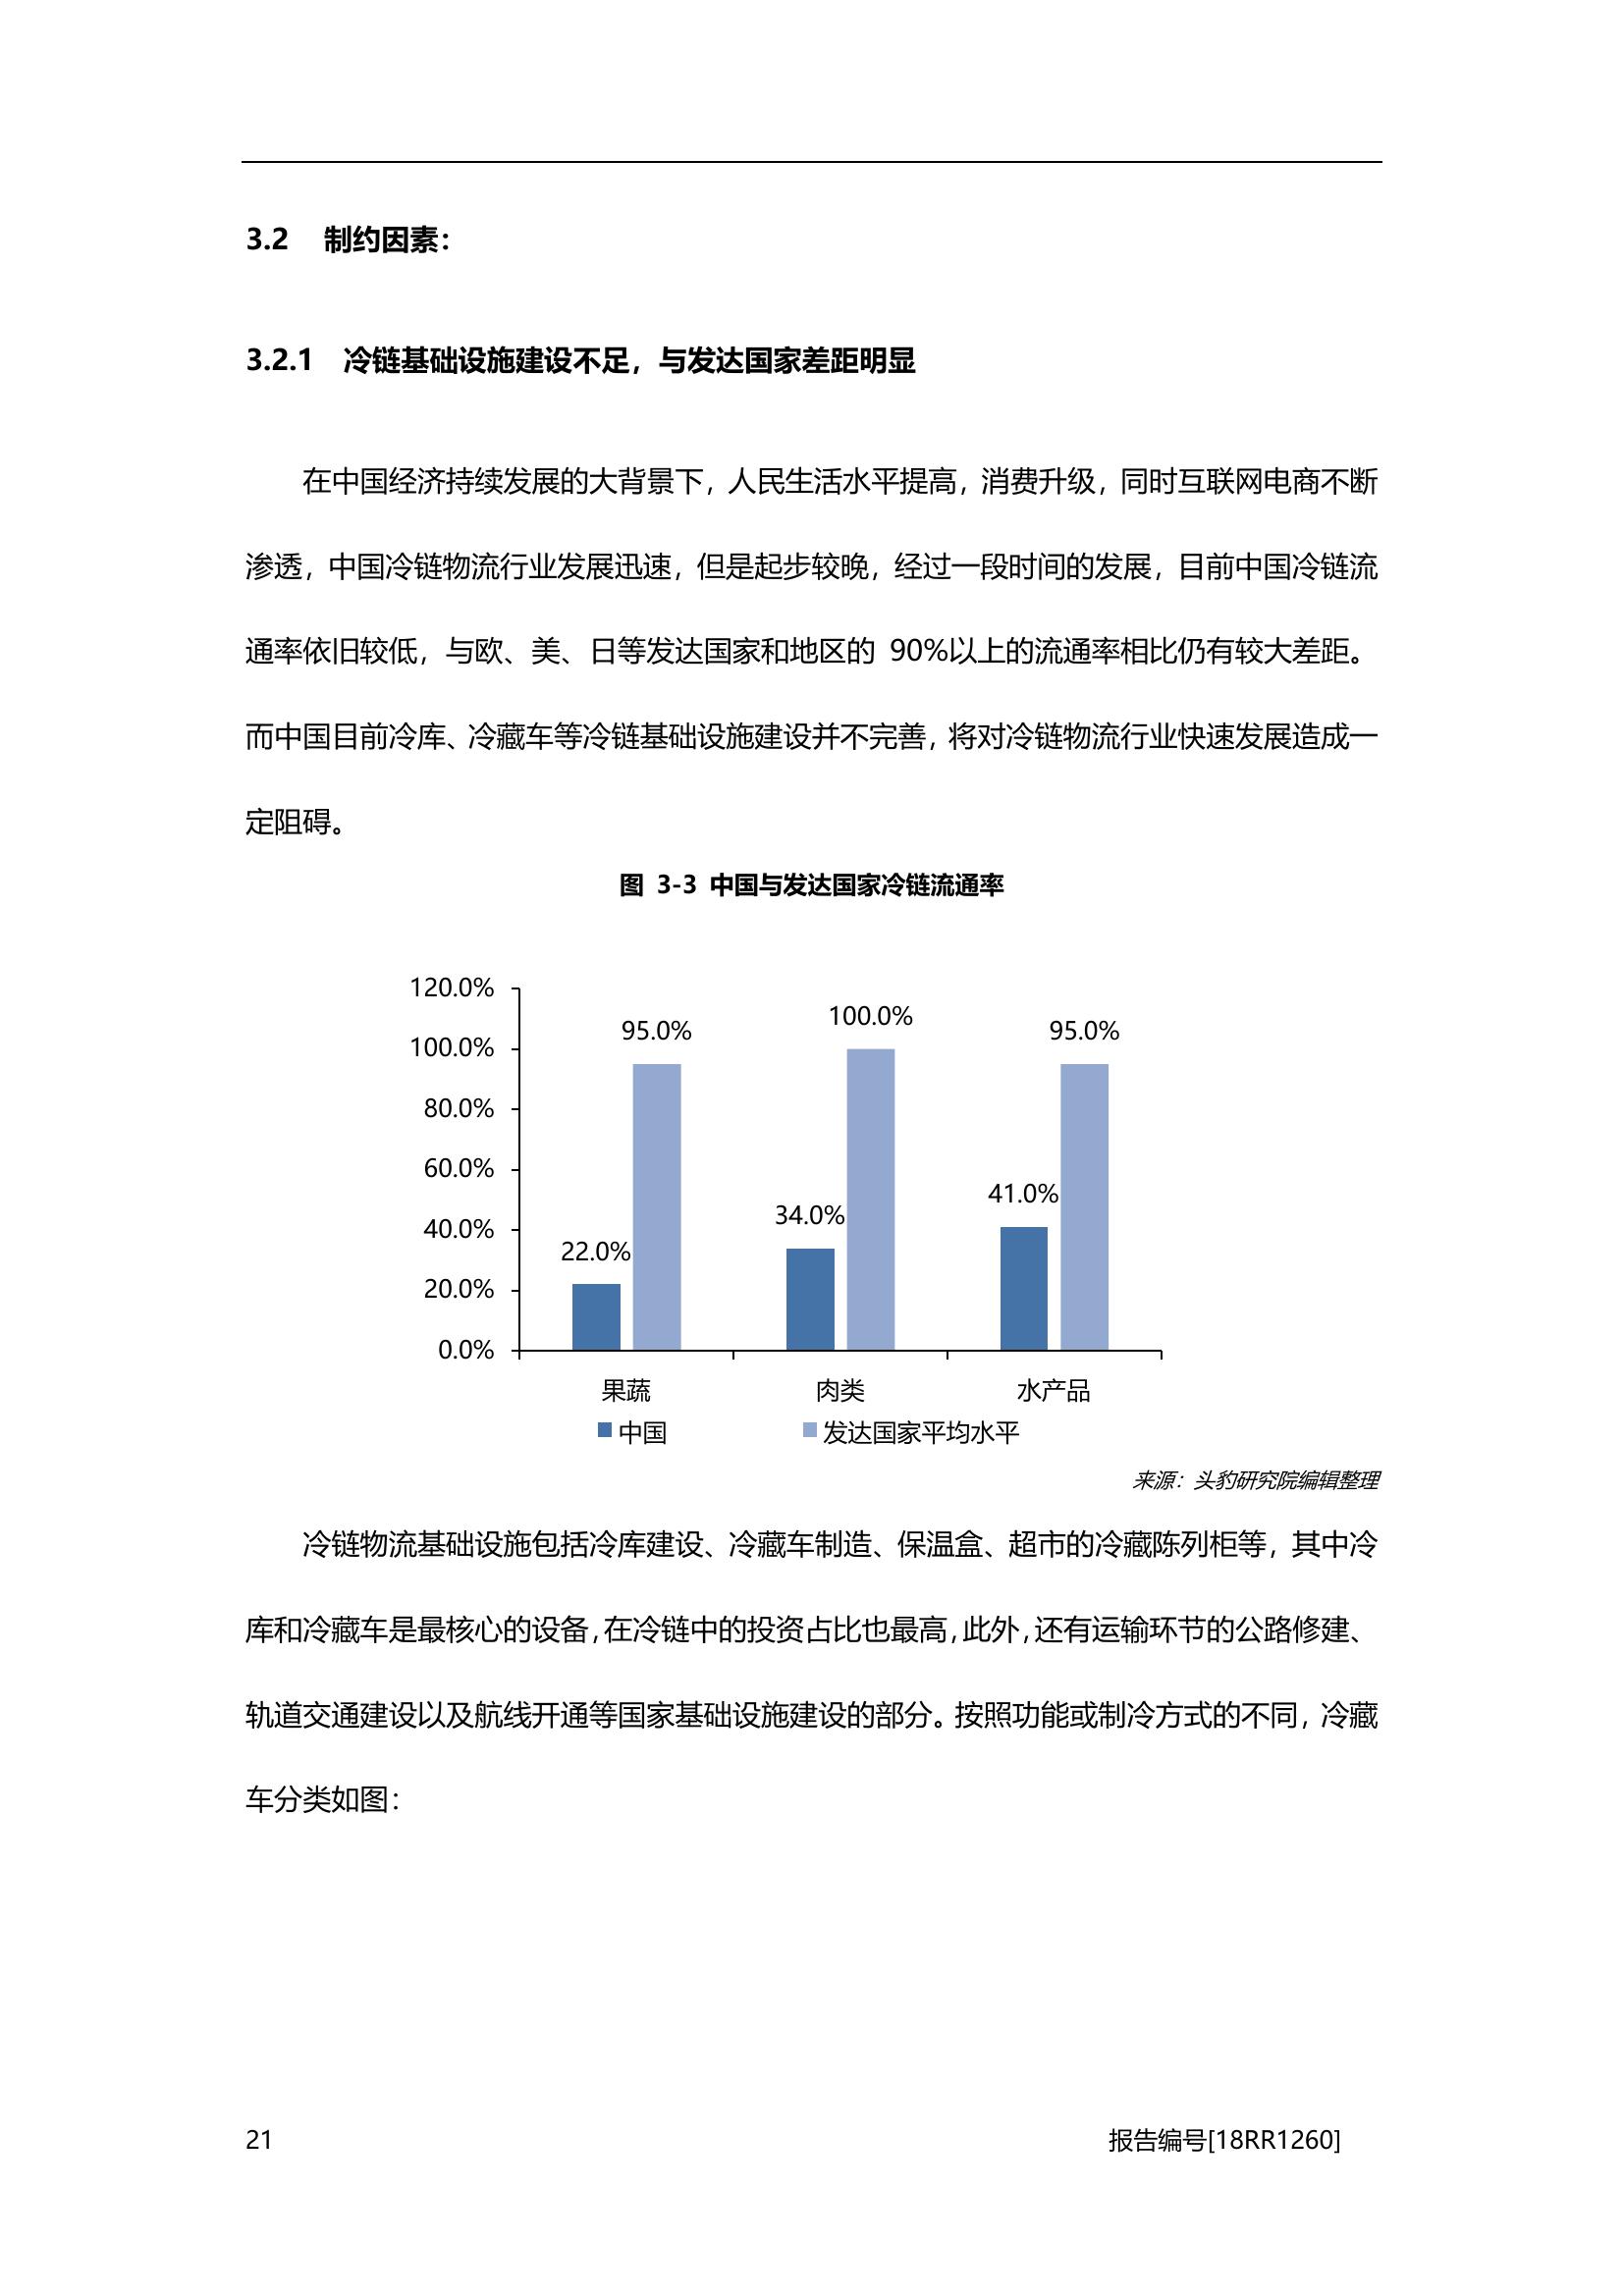 3.2 制约因素：
3.2.1 冷链基础设施建设不足，与发达国家差距明显
在中国经济持续发展的大背景下，人民生活水平提高，消费升级，同时互联网电商不断
渗透，中国冷链物流行业发展迅速，但是起步较晚，经过一段时间的发展，目前中国冷链流
通率依旧较低，与欧、美、日等发达国家和地区的 90%以上的流通率相比仍有较大差距。
而中国目前冷库、冷藏车等冷链基础设施建设并不完善，将对冷链物流行业快速发展造成一
定阻碍。
图 3-3 中国与发达国家冷链流通率
120.0%
100.0%
80.0%
60.0%
40.0%
20.0%
0.0%
22.0%
95.0%
34.0%
100.0%
41.0%
95.0%
果蔬 肉类 水产品
中国 发达国家平均水平
来源：头豹研究院编辑整理
冷链物流基础设施包括冷库建设、冷藏车制造、保温盒、超市的冷藏陈列柜等，其中冷
库和冷藏车是最核心的设备，在冷链中的投资占比也最高，此外，还有运输环节的公路修建、
轨道交通建设以及航线开通等国家基础设施建设的部分。按照功能或制冷方式的不同，冷藏
车分类如图：
21 报告编号[18RR1260]